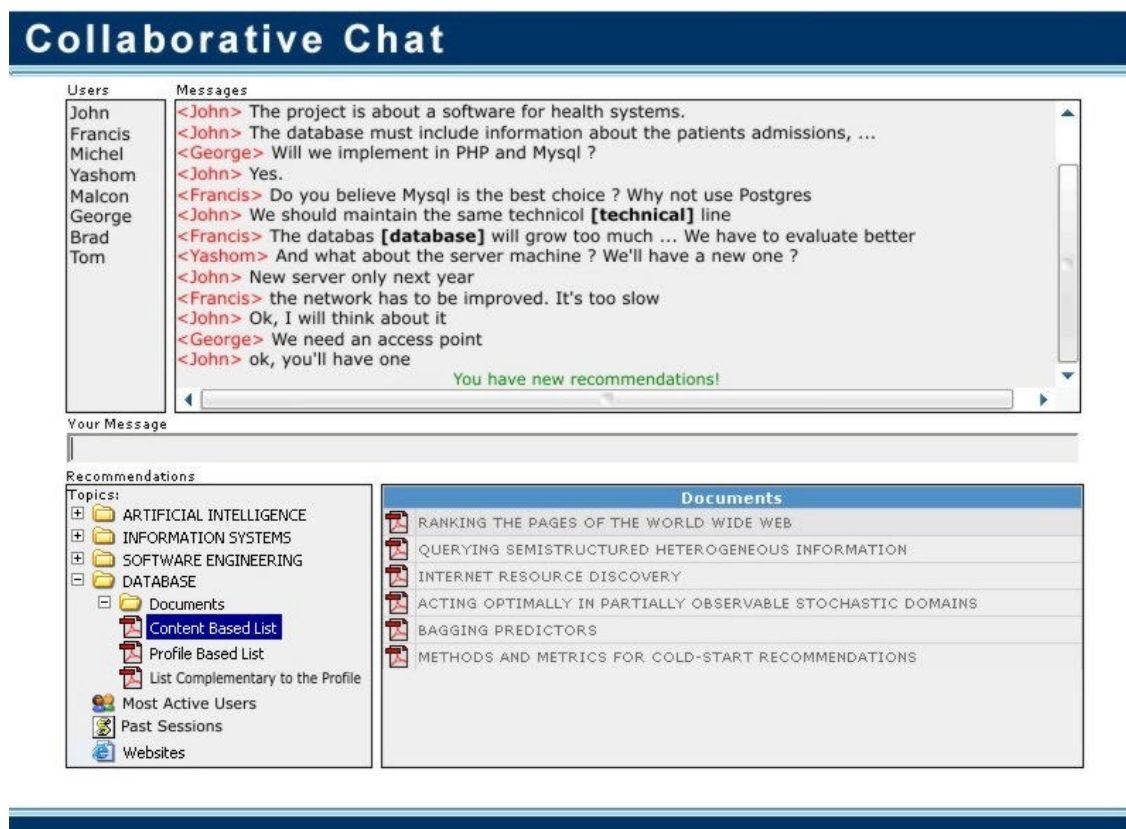 Collaborative Chat
Users
John
Francis
Michel
Yashom
Malcon
George
Brad
Tom
Messages
<John> The project is about a software for health systems.
<John> The database must include information about the patients admissions, ...
<George> Will we implement in PHP and Mysql ?
<John> Yes.
<Francis> Do you believe Mysql is the best choice ? Why not use Postgres
<John> We should maintain the same technicol [technical] line
<Francis> The databas [database] will grow too much ... We have to evaluate better
<Yashom> And what about the server machine ? We'll have a new one ?
<John> New server only next year
<Francis> the network has to be improved. It's too slow
<John> Ok, I will think about it
<George> We need an access point
<John> ok, you'll have one
You have new recommendations!
Your Message
Recommendations
Topics:
ARTIFICIAL INTELLIGENCE
INFORMATION SYSTEMS
SOFTWARE ENGINEERING
DATABASE
Documents
Content Based List
Profile Based List
List Complementary to the Profile
Most Active Users
Past Sessions
Websites
Documents
RANKING THE PAGES OF THE WORLD WIDE WEB
QUERYING SEMISTRUCTURED HETEROGENEOUS INFORMATION
INTERNET RESOURCE DISCOVERY
ACTING OPTIMALLY IN PARTIALLY OBSERVABLE STOCHASTIC DOMAINS
BAGGING PREDICTORS
METHODS AND METRICS FOR COLD-START RECOMMENDATIONS